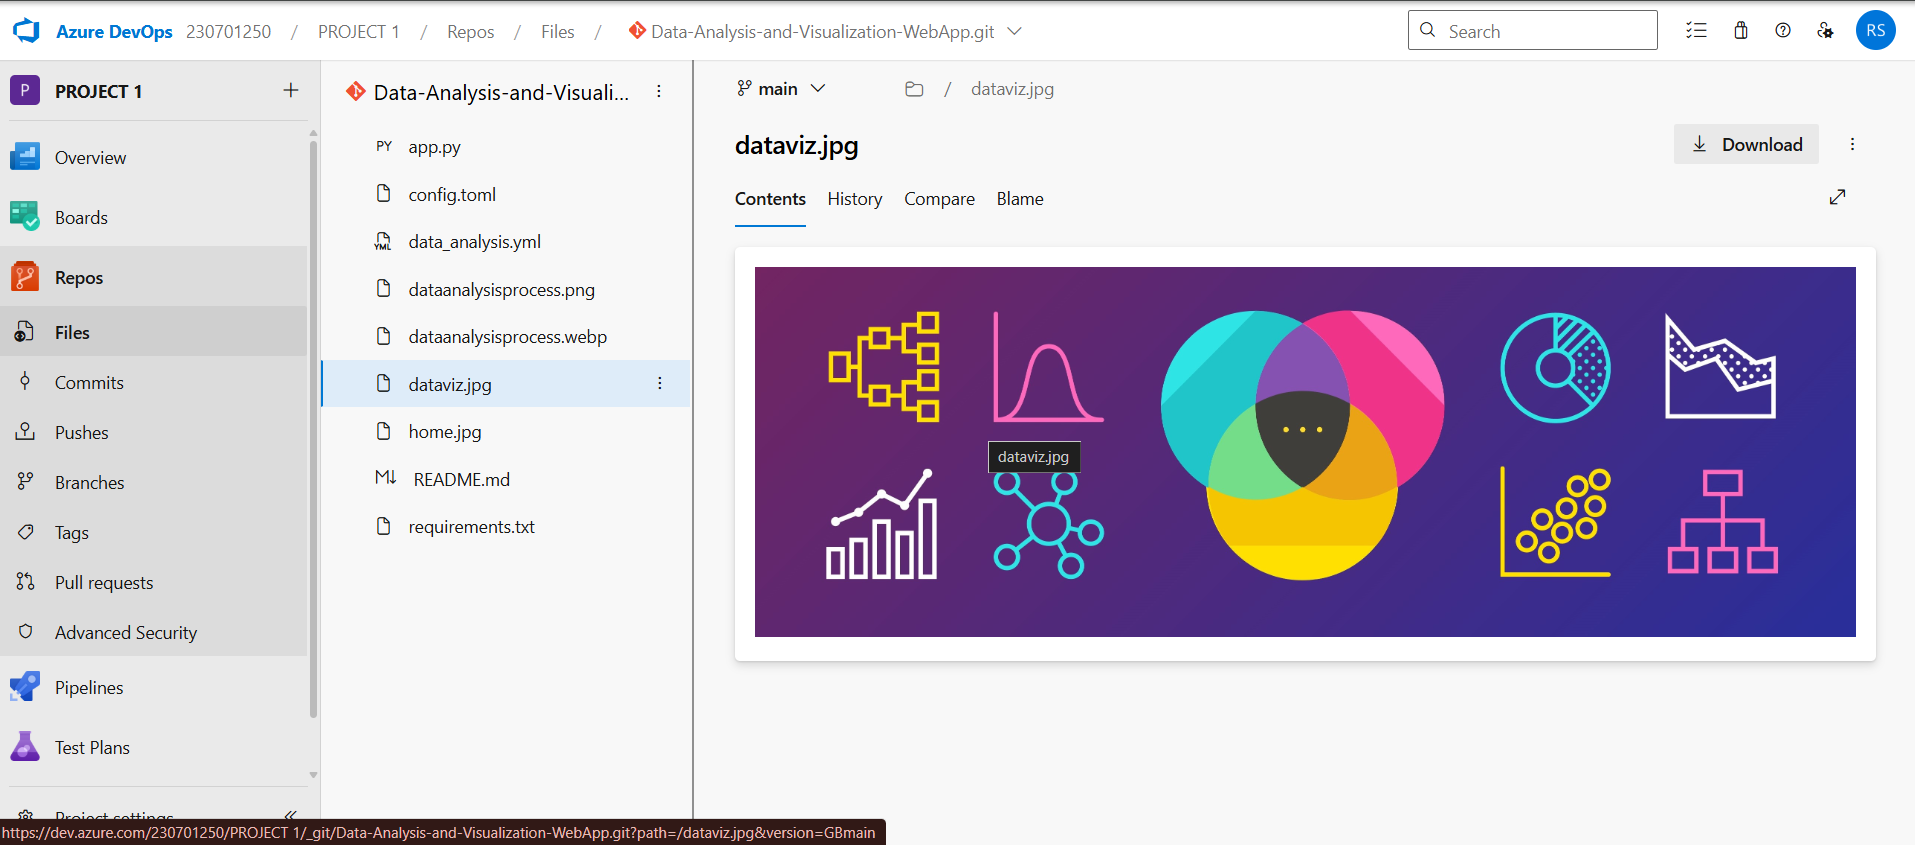 Azure DevOps 230701250 / PROJECT 1 / Repos / Files / Data-Analysis-and-Visualization-WebApp.git
Search
RS
P PROJECT 1
Overview
Boards
Repos
Files
Commits
Pushes
Branches
Tags
Pull requests
Advanced Security
Pipelines
Test Plans
Project settings
Data-Analysis-and-Visuali...
PY app.py
config.toml
YML data_analysis.yml
dataanalysisprocess.png
dataanalysisprocess.webp
dataviz.jpg
home.jpg
M↓ README.md
requirements.txt
main / dataviz.jpg
dataviz.jpg
Download
Contents History Compare Blame
dataviz.jpg
https://dev.azure.com/230701250/PROJECT 1/_git/Data-Analysis-and-Visualization-WebApp.git?path=/dataviz.jpg&version=GBmain